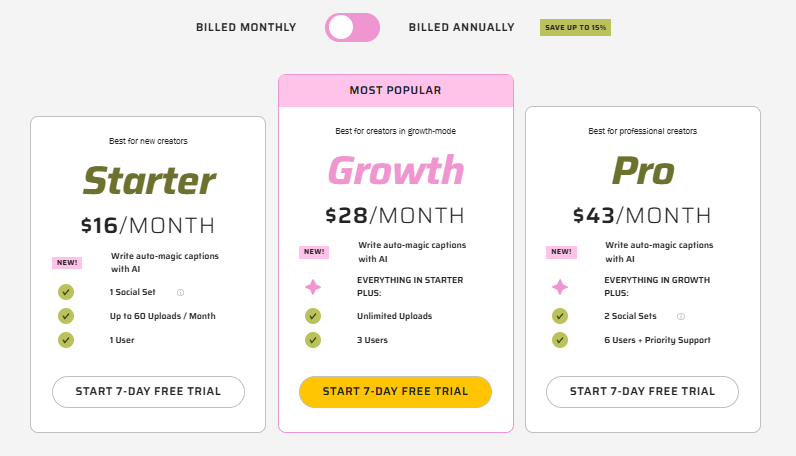 BILLED MONTHLY
BILLED ANNUALLY
SAVE UP TO 15%
Best for new creators
Starter
$16/MONTH
NEW!
Write auto-magic captions
with AI
1 Social Set
Up to 60 Uploads / Month
1 User
START 7-DAY FREE TRIAL
MOST POPULAR
Best for creators in growth-mode
Growth
$28/MONTH
NEW!
Write auto-magic captions
with AI
EVERYTHING IN STARTER
PLUS:
Unlimited Uploads
3 Users
START 7-DAY FREE TRIAL
Best for professional creators
Pro
$43/MONTH
NEW!
Write auto-magic captions
with AI
EVERYTHING IN GROWTH
PLUS:
2 Social Sets
6 Users + Priority Support
START 7-DAY FREE TRIAL